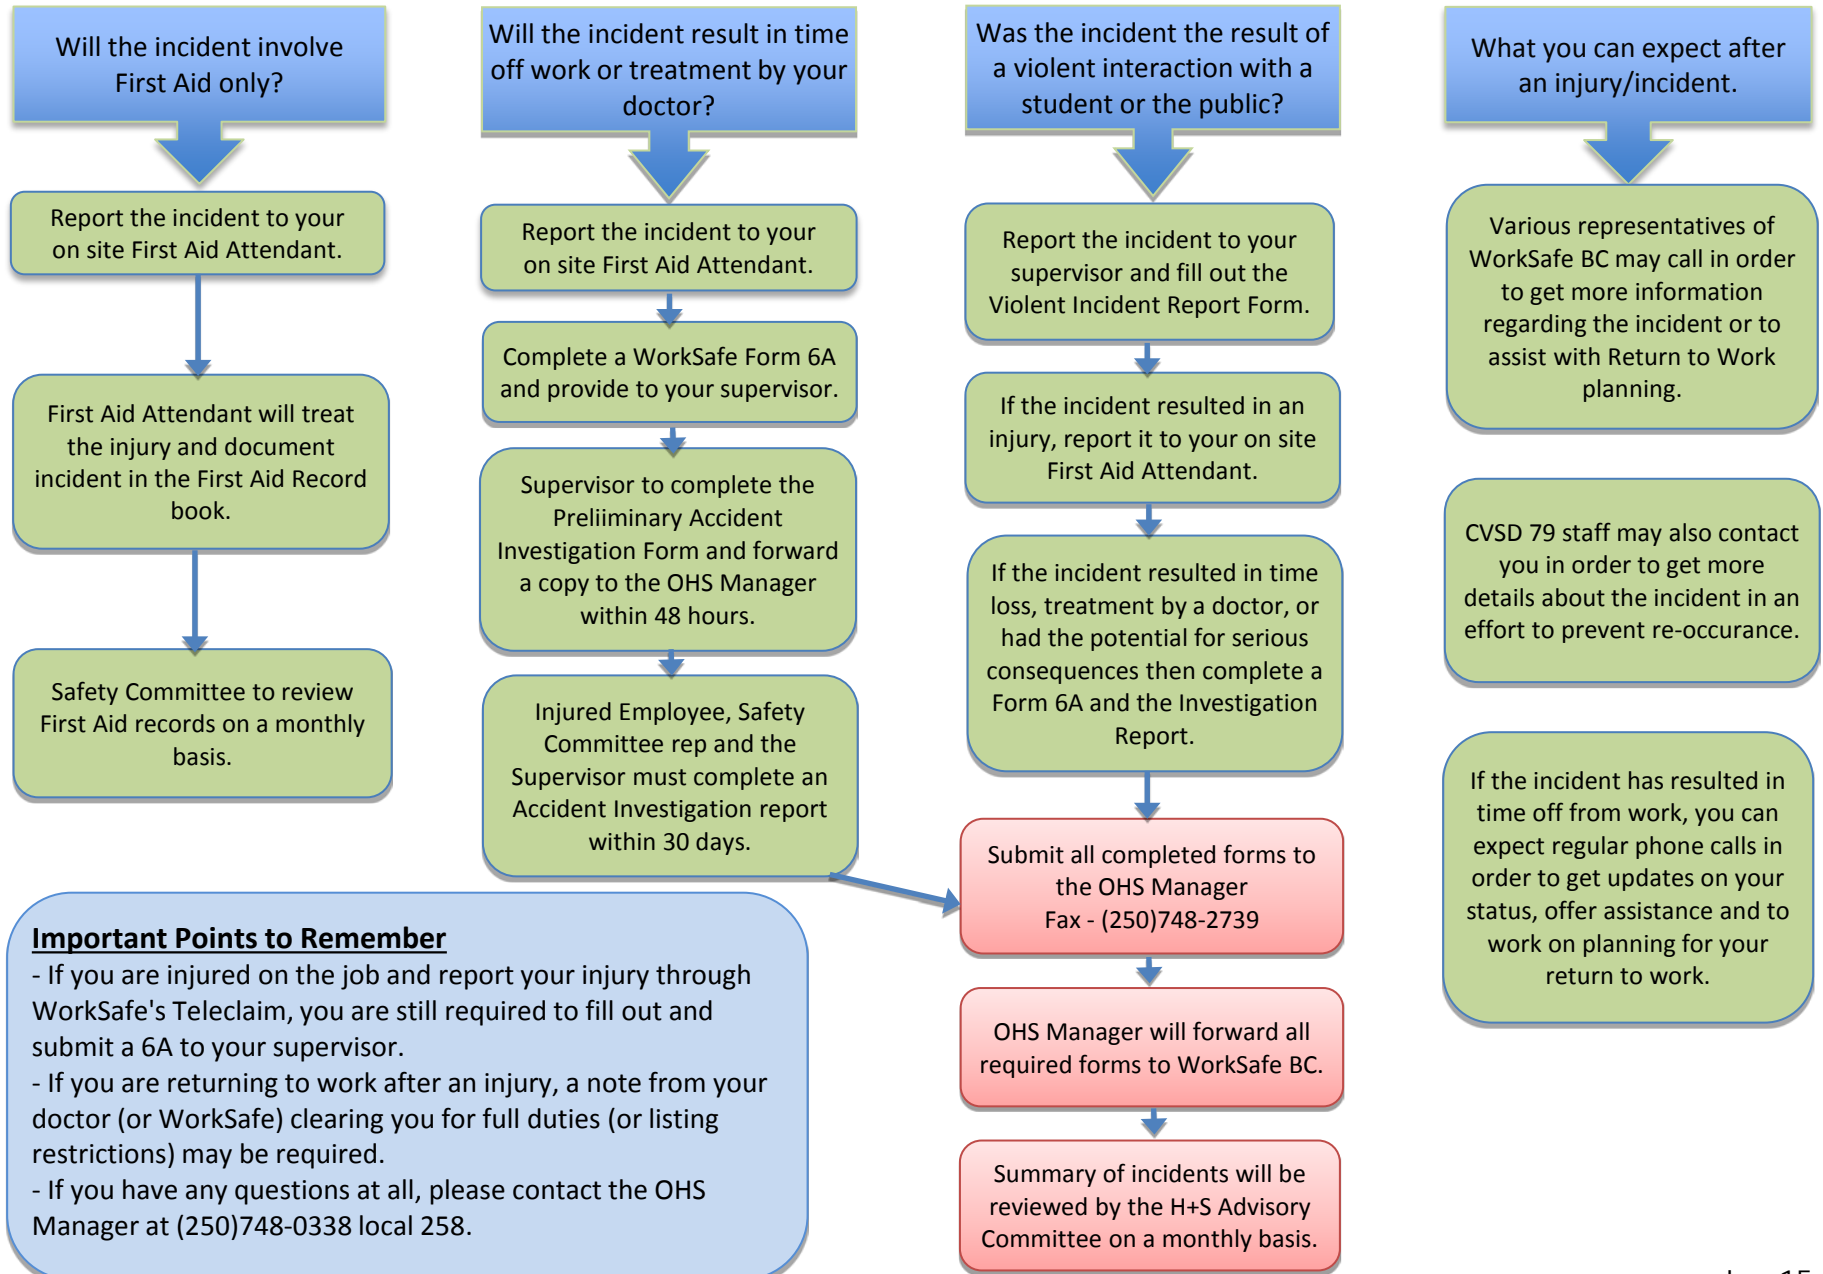 Will the incident involve
First Aid only?
Report the incident to your
on site First Aid Attendant.
First Aid Attendant will treat
the injury and document
incident in the First Aid Record
book.
Safety Committee to review
First Aid records on a monthly
basis.
Will the incident result in time
off work or treatment by your
doctor?
Report the incident to your
on site First Aid Attendant.
Complete a WorkSafe Form 6A
and provide to your supervisor.
Supervisor to complete the
Preliiminary Accident
Investigation Form and forward
a copy to the OHS Manager
within 48 hours.
Injured Employee, Safety
Committee rep and the
Supervisor must complete an
Accident Investigation report
within 30 days.
Was the incident the result of
a violent interaction with a
student or the public?
Report the incident to your
supervisor and fill out the
Violent Incident Report Form.
If the incident resulted in an
injury, report it to your on site
First Aid Attendant.
If the incident resulted in time
loss, treatment by a doctor, or
had the potential for serious
consequences then complete a
Form 6A and the Investigation
Report.
Submit all completed forms to
the OHS Manager
Fax - (250)748-2739
OHS Manager will forward all
required forms to WorkSafe BC.
Summary of incidents will be
reviewed by the H+S Advisory
Committee on a monthly basis.
What you can expect after
an injury/incident.
Various representatives of
WorkSafe BC may call in order
to get more information
regarding the incident or to
assist with Return to Work
planning.
CVSD 79 staff may also contact
you in order to get more
details about the incident in an
effort to prevent re-occurance.
If the incident has resulted in
time off from work, you can
expect regular phone calls in
order to get updates on your
status, offer assistance and to
work on planning for your
return to work.
Important Points to Remember
- If you are injured on the job and report your injury through
WorkSafe's Teleclaim, you are still required to fill out and
submit a 6A to your supervisor.
- If you are returning to work after an injury, a note from your
doctor (or WorkSafe) clearing you for full duties (or listing
restrictions) may be required.
- If you have any questions at all, please contact the OHS
Manager at (250)748-0338 local 258.